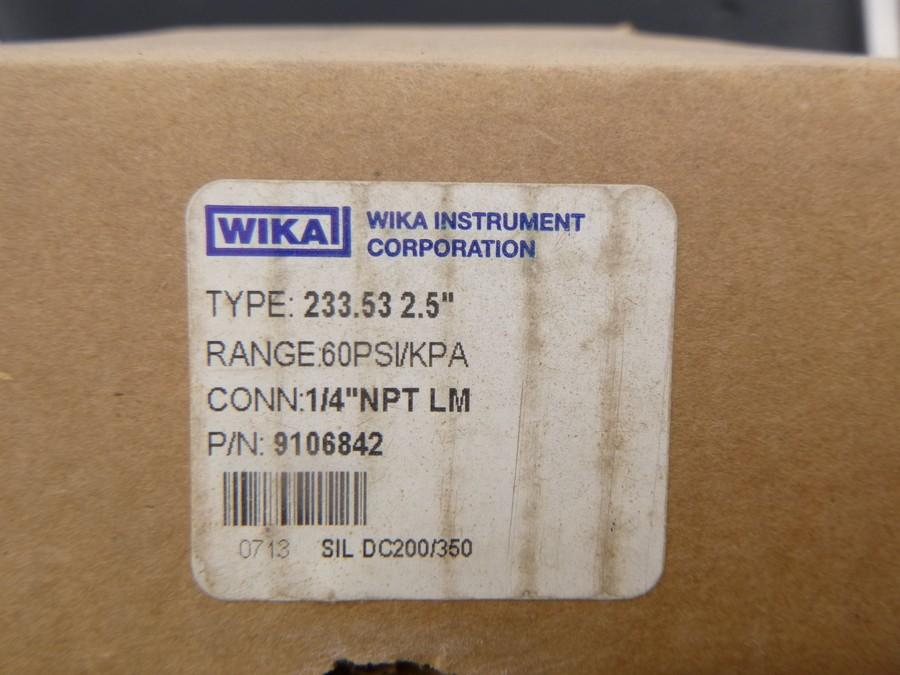 WIKA WIKA INSTRUMENT
CORPORATION
TYPE: 233.53 2.5"
RANGE:60PSI/KPA
CONN:1/4"NPT LM
P/N: 9106842
0713 SIL DC200/350